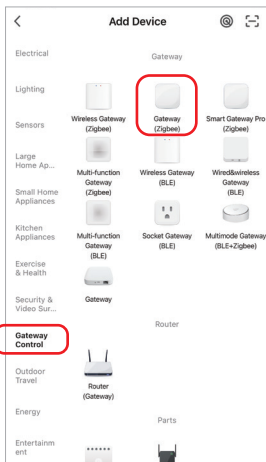 Add Device
Electrical
Lighting
Sensors
Large
Home Ap...
Small Home
Appliances
Kitchen
Appliances
Exercise
& Health
Security &
Video Sur...
Gateway
Control
Outdoor
Travel
Energy
Entertainm
ent
Gateway
Wireless Gateway
(Zigbee)
Gateway
(Zigbee)
Smart Gateway Pro
(Zigbee)
Multi-function
Gateway
(Zigbee)
Wireless Gateway
(BLE)
Wired&wireless
Gateway
(BLE)
Multi-function
Gateway
(BLE)
Socket Gateway
(BLE)
Multimode Gateway
(BLE+Zigbee)
Gateway
Router
Router
(Gateway)
Parts